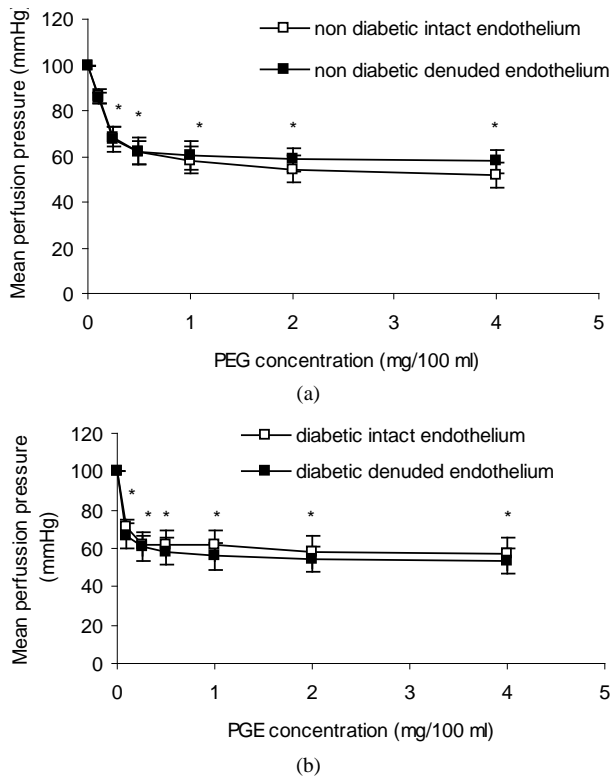 120
100
80
60
40
20
0
Mean perfusion pressure (mmHg)
non diabetic intact endothelium
non diabetic denuded endothelium
* * * * *
0 1 2 3 4 5
PEG concentration (mg/100 ml)
(a)
120
100
80
60
40
20
0
Mean perfussion pressure
(mmHg)
diabetic intact endothelium
diabetic denuded endothelium
* * * * * *
0 1 2 3 4 5
PGE concentration (mg/100 ml)
(b)